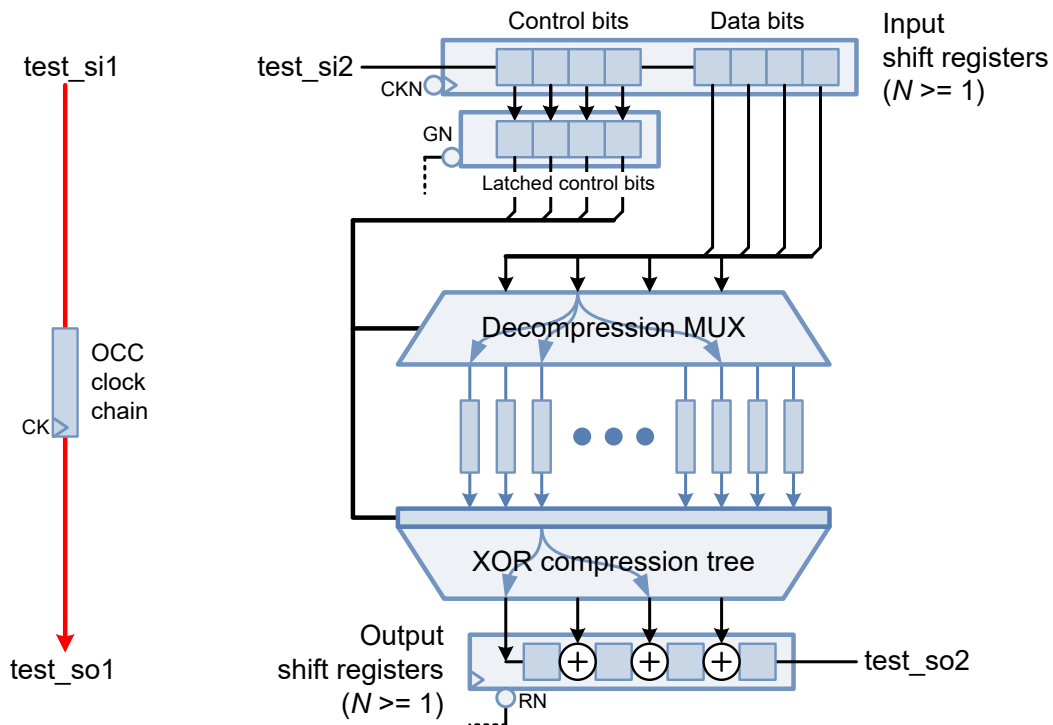 Control bits
Data bits
Input
shift registers
(N >= 1)
test_si1
test_si2
CKN
GN
Latched control bits
Decompression MUX
OCC
clock
chain
CK
XOR compression tree
Output
shift registers
(N >= 1)
test_so1
test_so2
RN